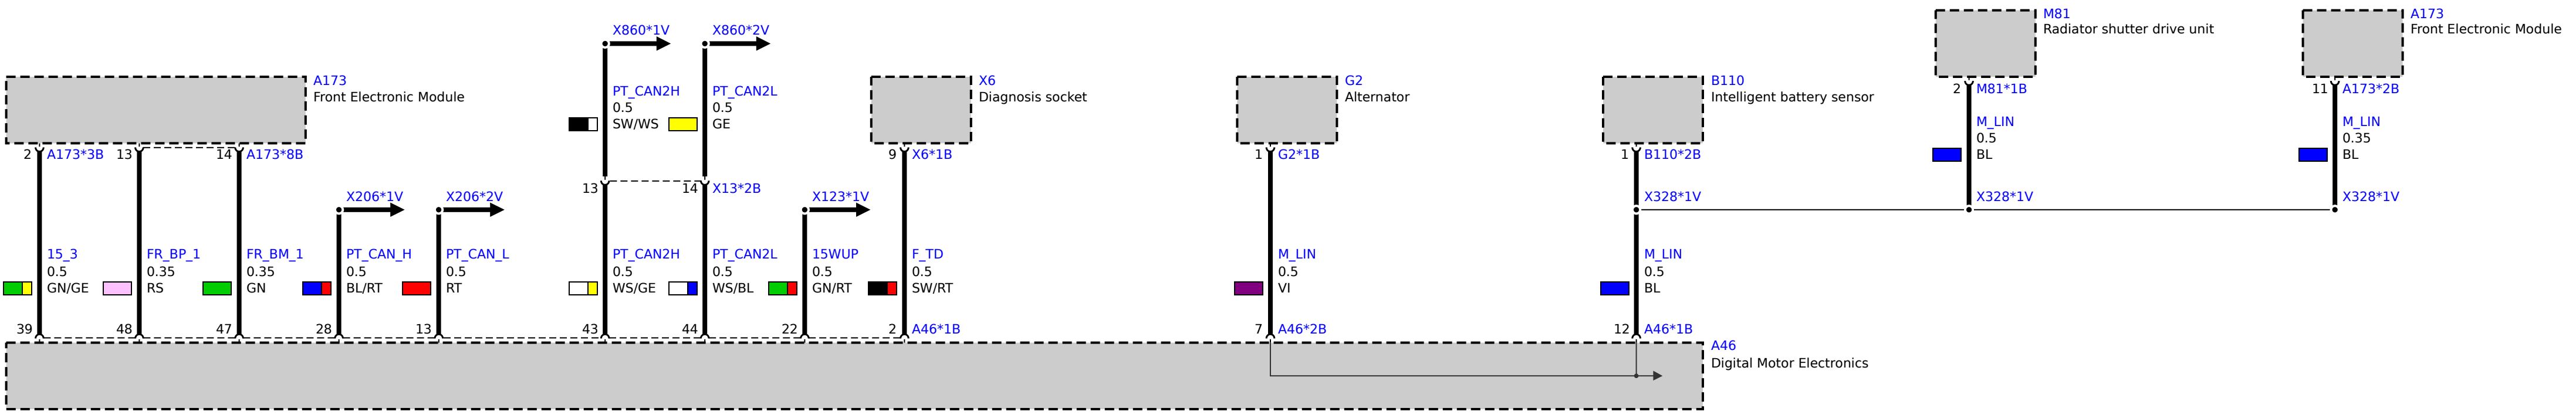 M81
Radiator shutter drive unit
A173
Front Electronic Module
X860*1V
X860*2V
A173
Front Electronic Module
X6
Diagnosis socket
G2
Alternator
B110
Intelligent battery sensor
2 M81*1B
11 A173*2B
PT_CAN2H
0.5
SW/WS
PT_CAN2L
0.5
GE
M_LIN
0.5
BL
M_LIN
0.35
BL
2 A173*3B
13
14 A173*8B
9 X6*1B
1 G2*1B
1 B110*2B
13
14 X13*2B
X206*1V
X206*2V
X123*1V
X328*1V
X328*1V
X328*1V
15_3
0.5
GN/GE
FR_BP_1
0.35
RS
FR_BM_1
0.35
GN
PT_CAN_H
0.5
BL/RT
PT_CAN_L
0.5
RT
PT_CAN2H
0.5
WS/GE
PT_CAN2L
0.5
WS/BL
15WUP
0.5
GN/RT
F_TD
0.5
SW/RT
M_LIN
0.5
VI
M_LIN
0.5
BL
39
48
47
28
13
43
44
22
2 A46*1B
7 A46*2B
12 A46*1B
A46
Digital Motor Electronics